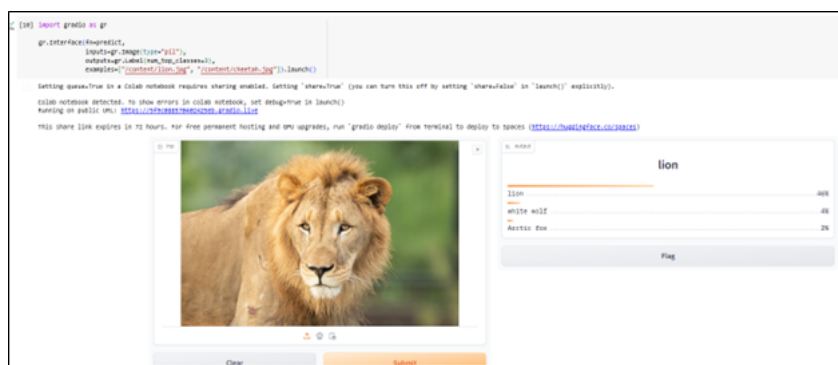 [10] import gradio as gr
gr.Interface(fn=predict,
inputs=gr.Image(type="pil"),
outputs=gr.Label(num_top_classes=3),
examples=["/content/lion.jpg", "/content/cheetah.jpg"]).launch()
Setting queue=True in a Colab notebook requires sharing enabled. Setting `share=True` (you can turn this off by setting `share=False` in `launch()` explicitly).
Colab notebook detected. To show errors in colab notebook, set debug=True in launch()
Running on public URL:
This share link expires in 72 hours. For free permanent hosting and GPU upgrades, run `gradio deploy` from Terminal to deploy to Spaces (https://huggingface.co/spaces)
output
lion
lion
white wolf 4%
Arctic fox 2%
Flag
Clear
Submit